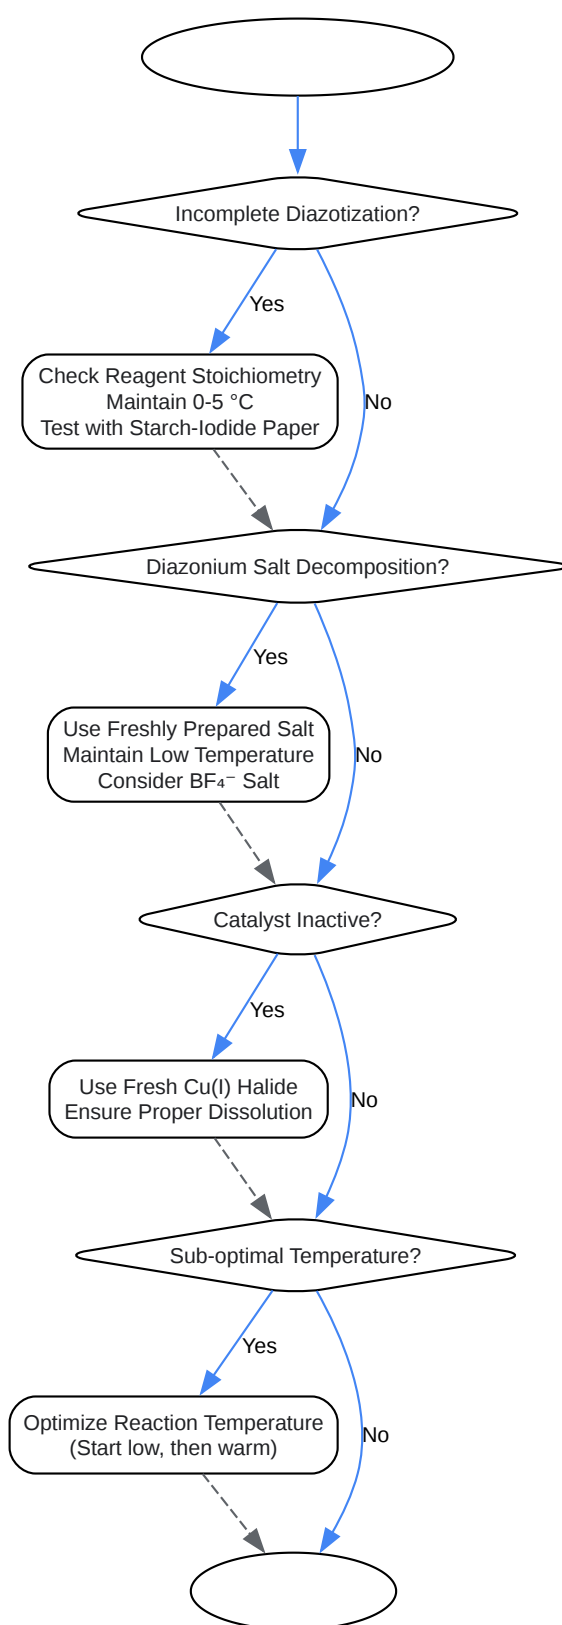 Incomplete Diazotization?
Yes
Check Reagent Stoichiometry
Maintain 0-5 °C
No
Test with Starch-Iodide Paper
Diazonium Salt Decomposition?
Yes
Use Freshly Prepared Salt
Maintain Low Temperature
No
Consider BF₄⁻ Salt
Catalyst Inactive?
Yes
Use Fresh Cu(I) Halide
No
Ensure Proper Dissolution
Sub-optimal Temperature?
Yes
Optimize Reaction Temperature
No
(Start low, then warm)